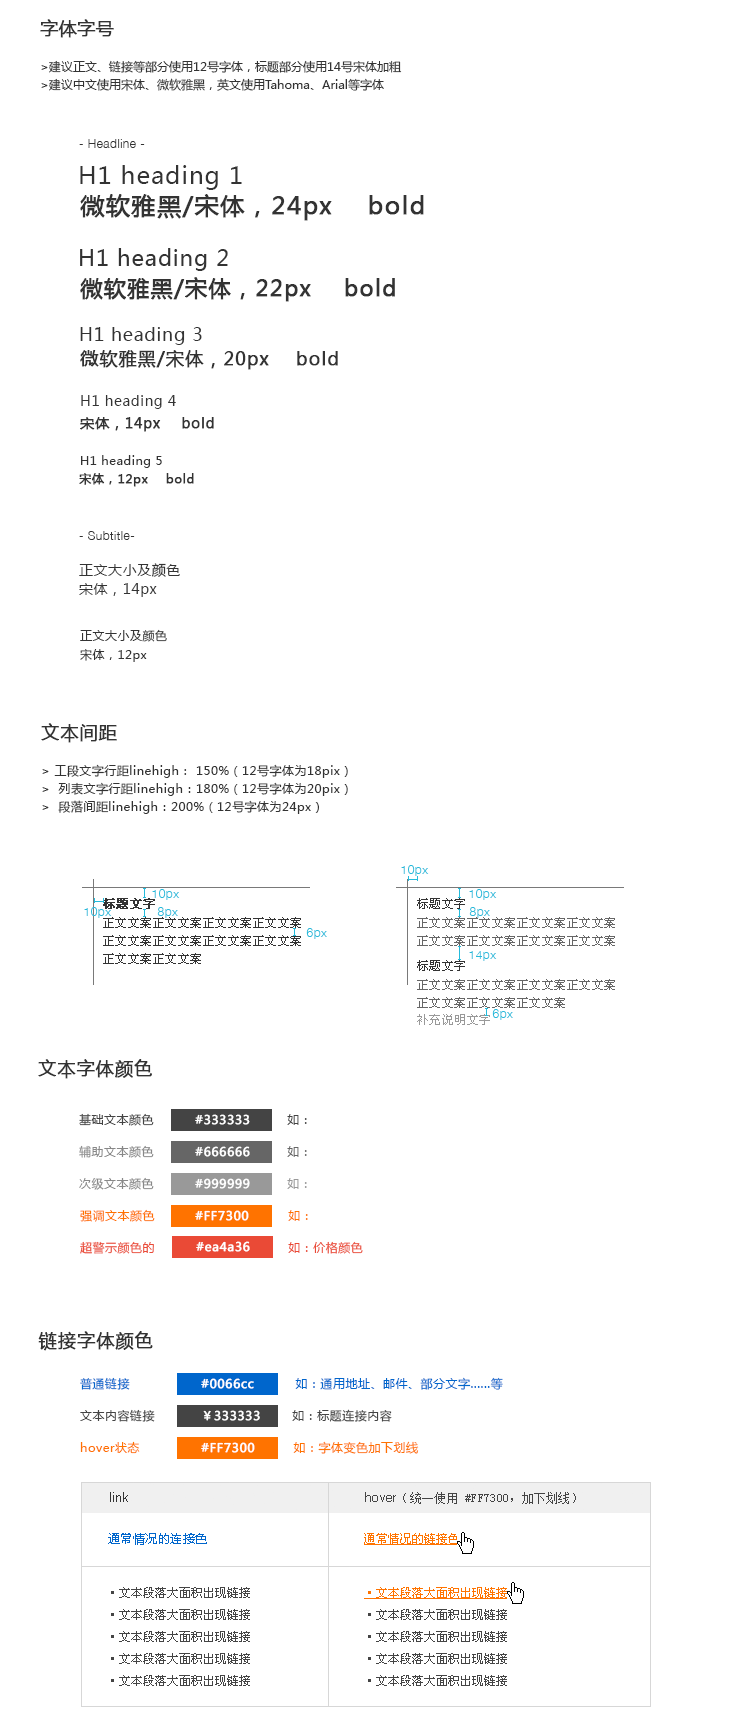 字体字号
>建议正文、链接等部分使用12号字体，标题部分使用14号宋体加粗
>建议中文使用宋体、微软雅黑，英文使用Tahoma、Arial等字体
- Headline -
H1 heading 1
微软雅黑/宋体，24px bold
H1 heading 2
微软雅黑/宋体，22px bold
H1 heading 3
微软雅黑/宋体，20px bold
H1 heading 4
宋体，14px bold
H1 heading 5
宋体，12px bold
- Subtitle-
正文大小及颜色
宋体，14px
正文大小及颜色
宋体，12px
文本间距
> 工段文字行距linehigh： 150%（12号字体为18pix）
> 列表文字行距linehigh：180%（12号字体为20pix）
> 段落间距linehigh：200%（12号字体为24px）
10px
标题文字
10px 8px
正文文案正文文案正文文案正文文案
正文文案正文文案正文文案正文文案
6px
正文文案正文文案
10px
10px
标题文字
8px
正文文案正文文案正文文案正文文案
正文文案正文文案正文文案正文文案
14px
标题文字
正文文案正文文案正文文案正文文案
正文文案正文文案正文文案
6px
补充说明文字
文本字体颜色
基础文本颜色 #333333 如：
辅助文本颜色 #666666 如：
次级文本颜色 #999999 如：
强调文本颜色 #FF7300 如：
超警示颜色的 #ea4a36 如：价格颜色
链接字体颜色
普通链接 #0066cc 如：通用地址、邮件、部分文字......等
文本内容链接 ￥333333 如：标题连接内容
hover状态 #FF7300 如：字体变色加下划线
link hover（统一使用 #FF7300，加下划线）
通常情况的连接色 通常情况的链接色
▪ 文本段落大面积出现链接 ▪ 文本段落大面积出现链接
▪ 文本段落大面积出现链接 ▪ 文本段落大面积出现链接
▪ 文本段落大面积出现链接 ▪ 文本段落大面积出现链接
▪ 文本段落大面积出现链接 ▪ 文本段落大面积出现链接
▪ 文本段落大面积出现链接 ▪ 文本段落大面积出现链接